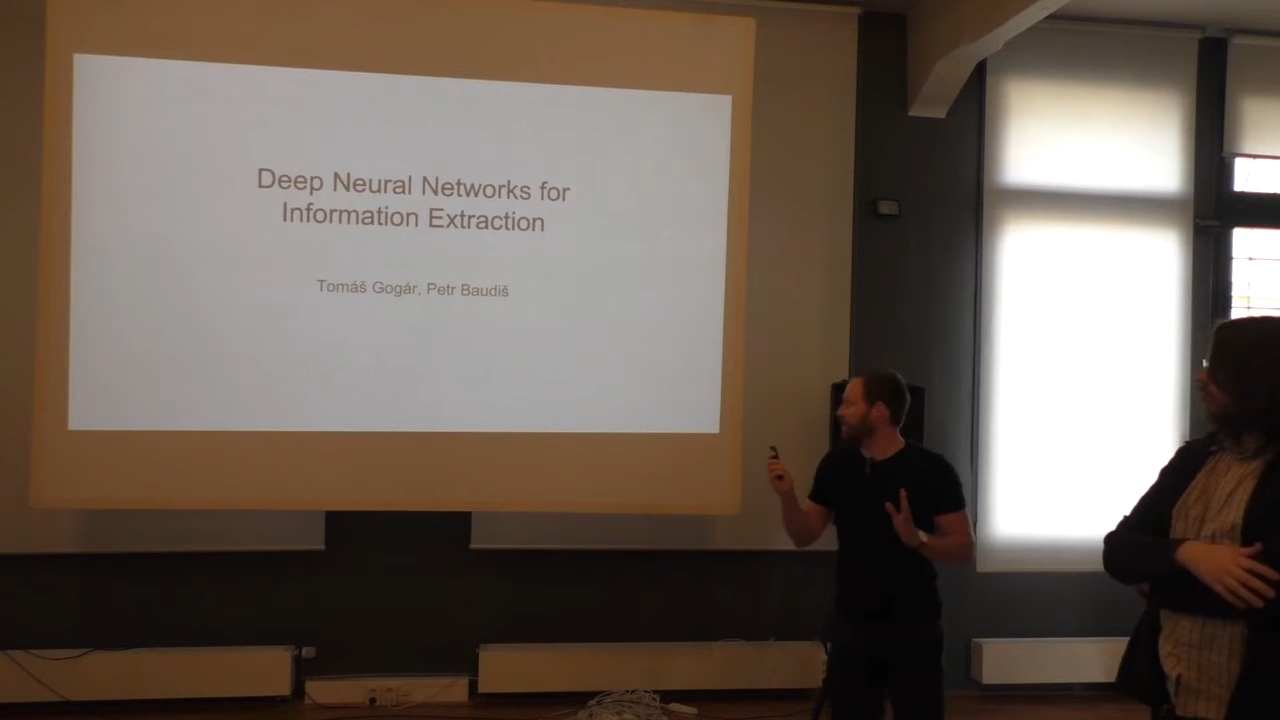 Deep Neural Networks for
Information Extraction
Tomáš Gogár, Petr Baudiš